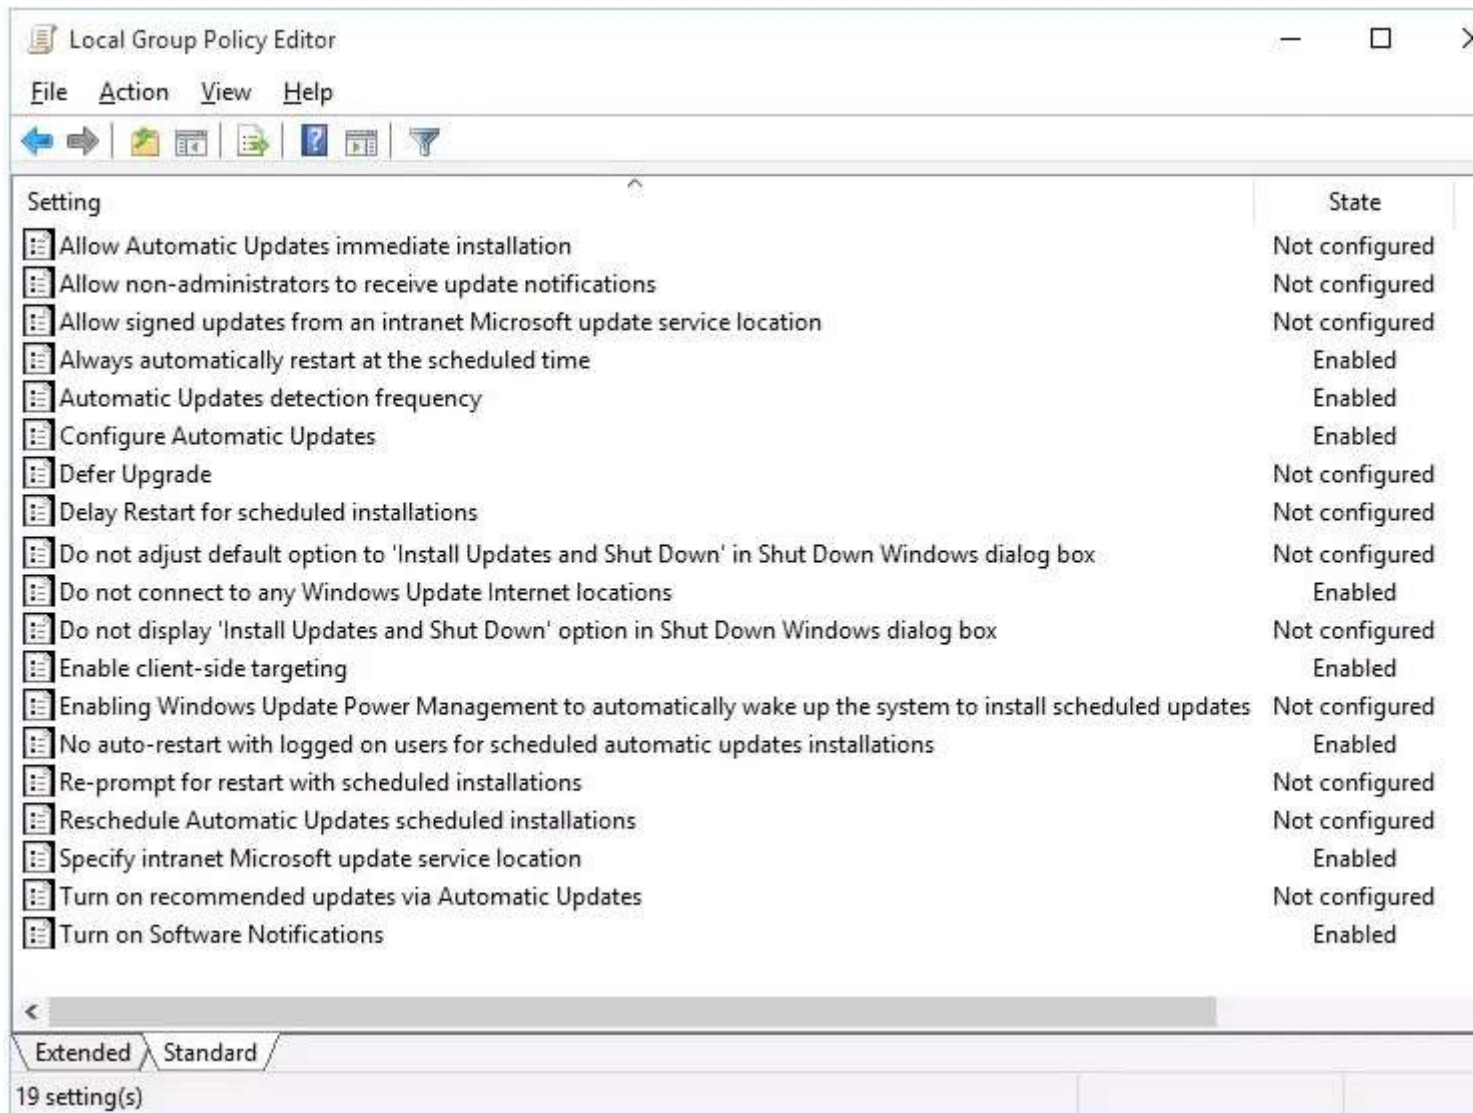 Local Group Policy Editor
File Action View Help
Setting State
Allow Automatic Updates immediate installation Not configured
Allow non-administrators to receive update notifications Not configured
Allow signed updates from an intranet Microsoft update service location Not configured
Always automatically restart at the scheduled time Enabled
Automatic Updates detection frequency Enabled
Configure Automatic Updates Enabled
Defer Upgrade Not configured
Delay Restart for scheduled installations Not configured
Do not adjust default option to 'Install Updates and Shut Down' in Shut Down Windows dialog box Not configured
Do not connect to any Windows Update Internet locations Enabled
Do not display 'Install Updates and Shut Down' option in Shut Down Windows dialog box Not configured
Enable client-side targeting Enabled
Enabling Windows Update Power Management to automatically wake up the system to install scheduled updates Not configured
No auto-restart with logged on users for scheduled automatic updates installations Enabled
Re-prompt for restart with scheduled installations Not configured
Reschedule Automatic Updates scheduled installations Not configured
Specify intranet Microsoft update service location Enabled
Turn on recommended updates via Automatic Updates Not configured
Turn on Software Notifications Enabled
Extended Standard
19 setting(s)